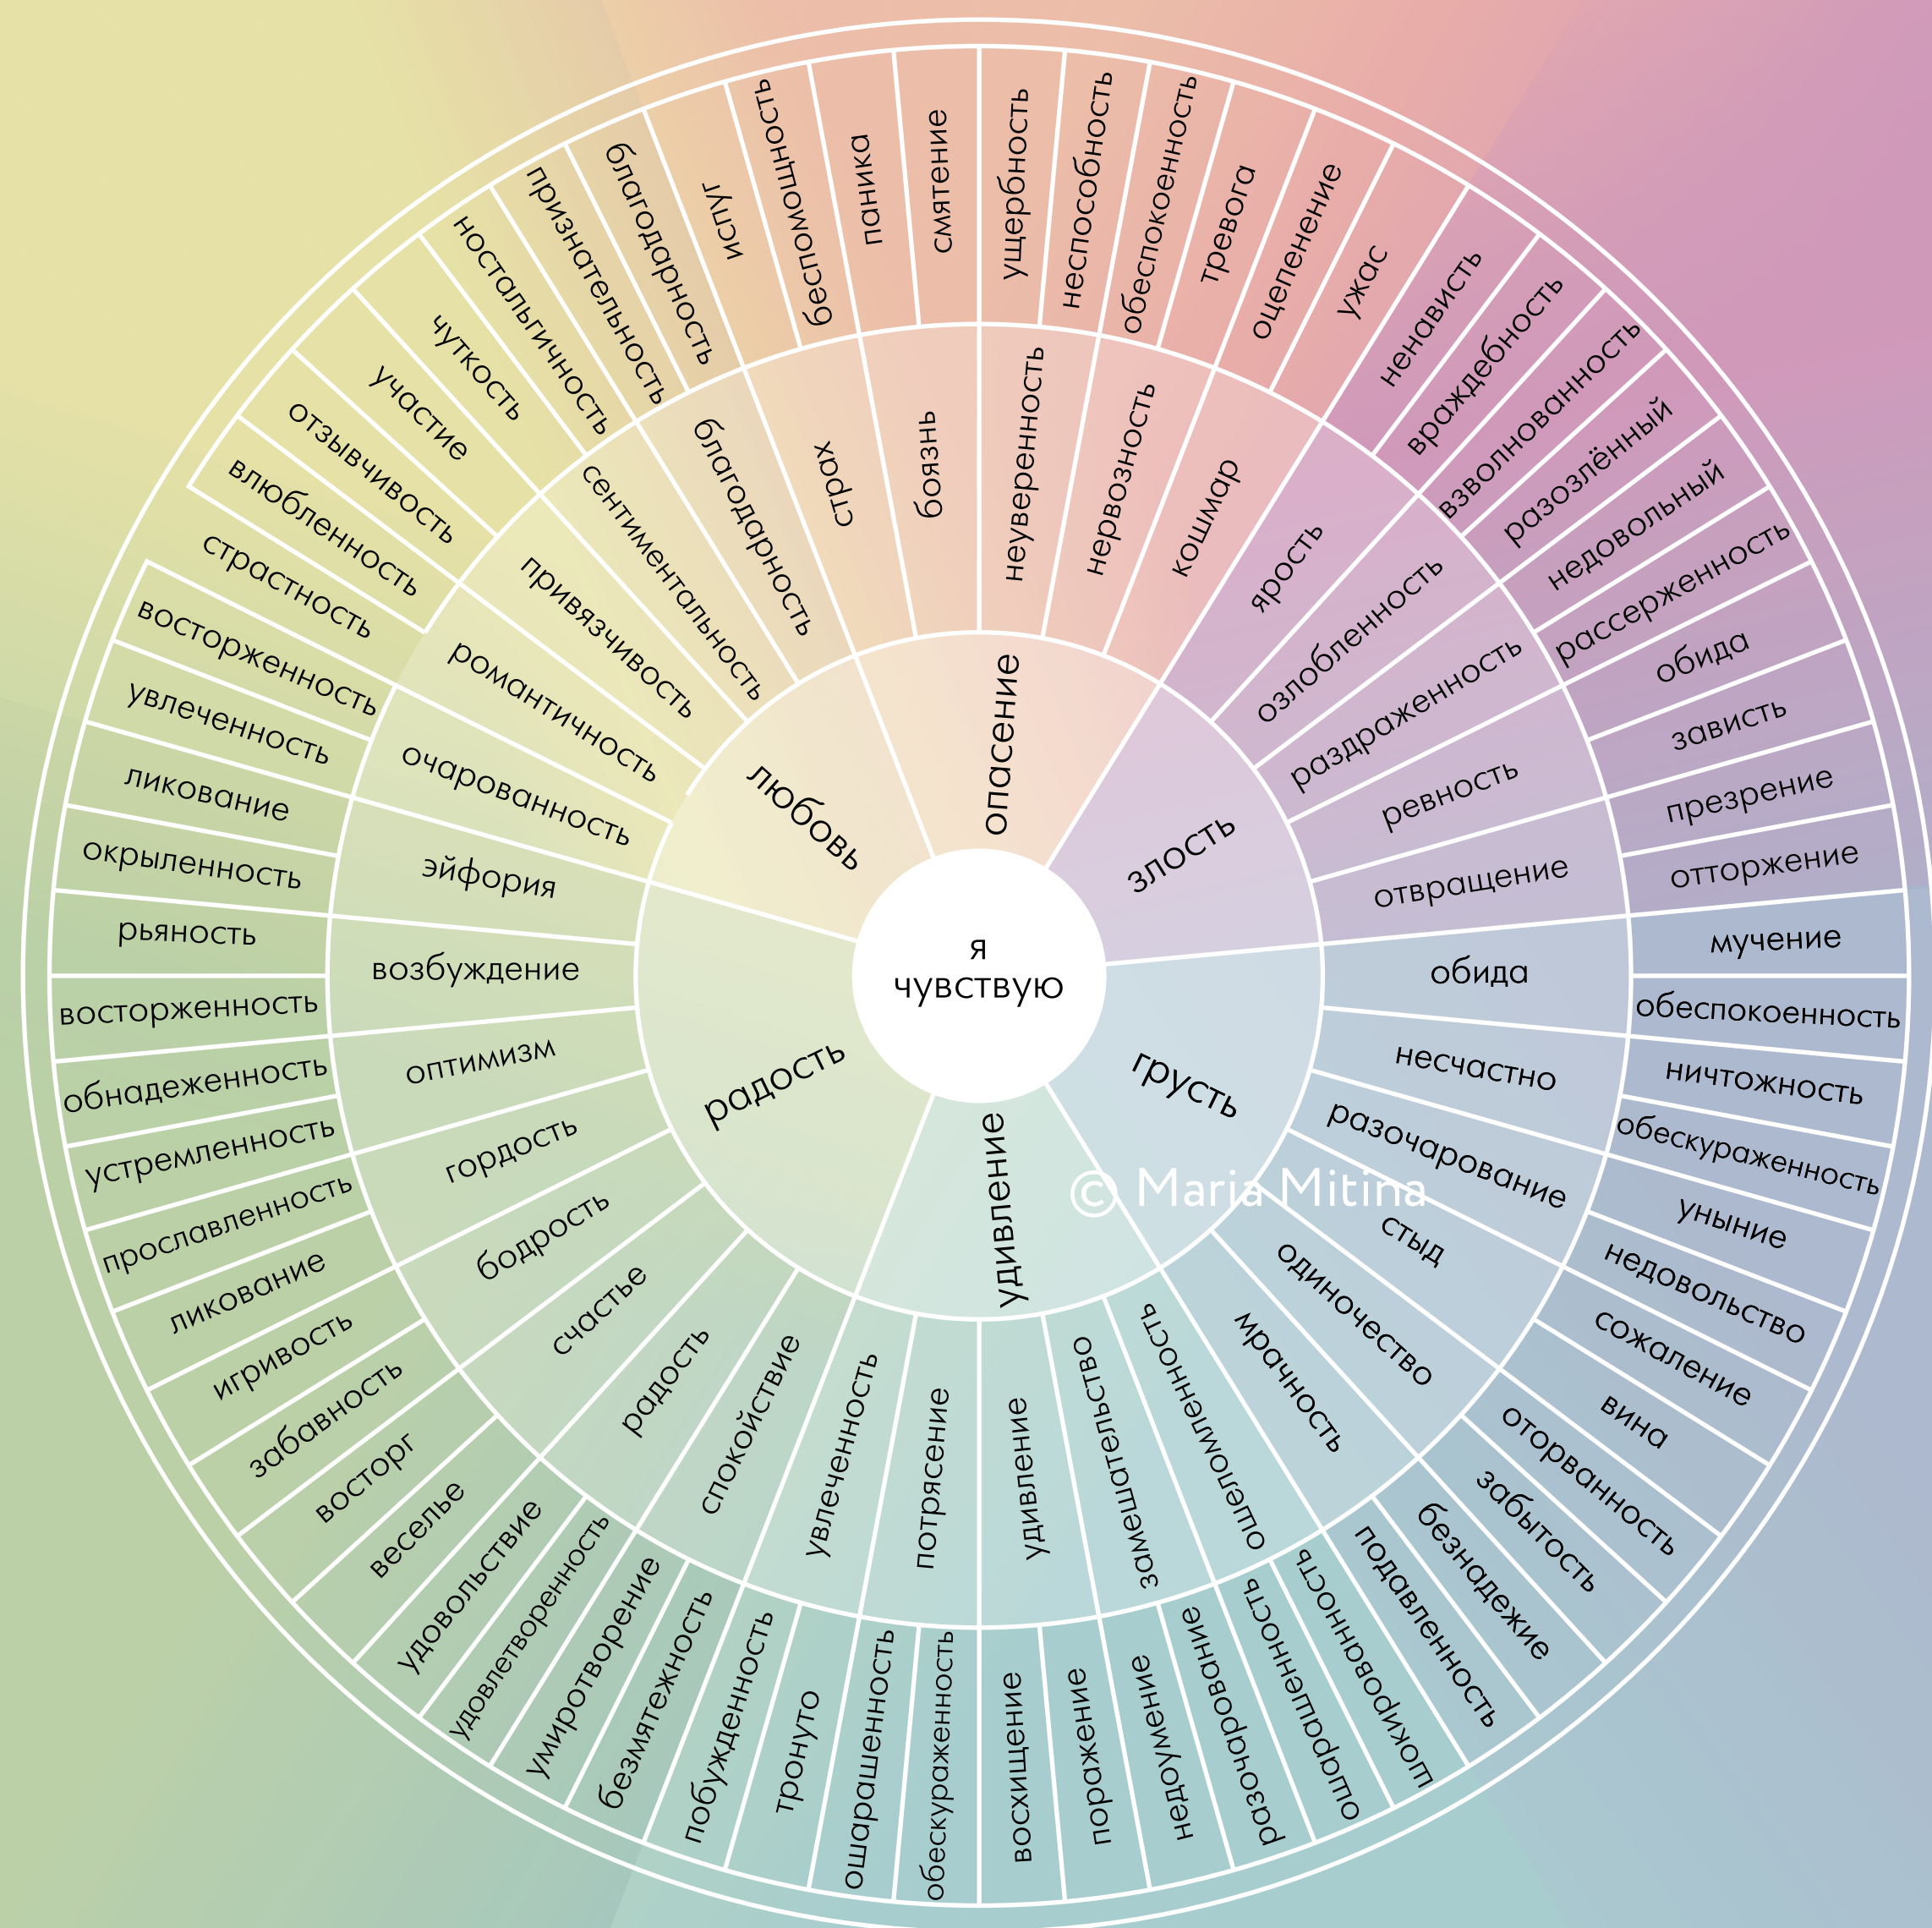 я
чувствую
опасение
злость
грусть
удивление
радость
любовь
страх
боязнь
неуверенность
нервозность
кошмар
ярость
озлобленность
раздраженность
ревность
отвращение
обида
несчастно
разочарование
стыд
одиночество
мрачность
ошеломленность
замешательство
удивление
потрясение
увлеченность
спокойствие
радость
счастье
бодрость
гордость
оптимизм
возбуждение
эйфория
очарованность
романтичность
привязчивость
сентиментальность
благодарность
испуг
беспомощность
паника
смятение
ущербность
неспособность
обеспокоенность
тревога
оцепенение
ужас
ненависть
враждебность
взволнованность
разозлённый
недовольный
рассерженность
обида
зависть
презрение
отторжение
мучение
обеспокоенность
ничтожность
обескураженность
уныние
недовольство
сожаление
вина
оторванность
забытость
безнадежие
подавленность
шокированность
ошарашенность
разочарование
недоумение
поражение
восхищение
обескураженность
ошарашенность
тронуто
побужденность
безмятежность
умиротворение
удовлетворенность
удовольствие
веселье
восторг
забавность
игривость
ликование
прославленность
устремленность
обнадеженность
восторженность
рьяность
окрыленность
ликование
увлеченность
восторженность
страстность
влюбленность
отзывчивость
участие
чуткость
ностальгичность
признательность
благодарность
© Maria Mitina